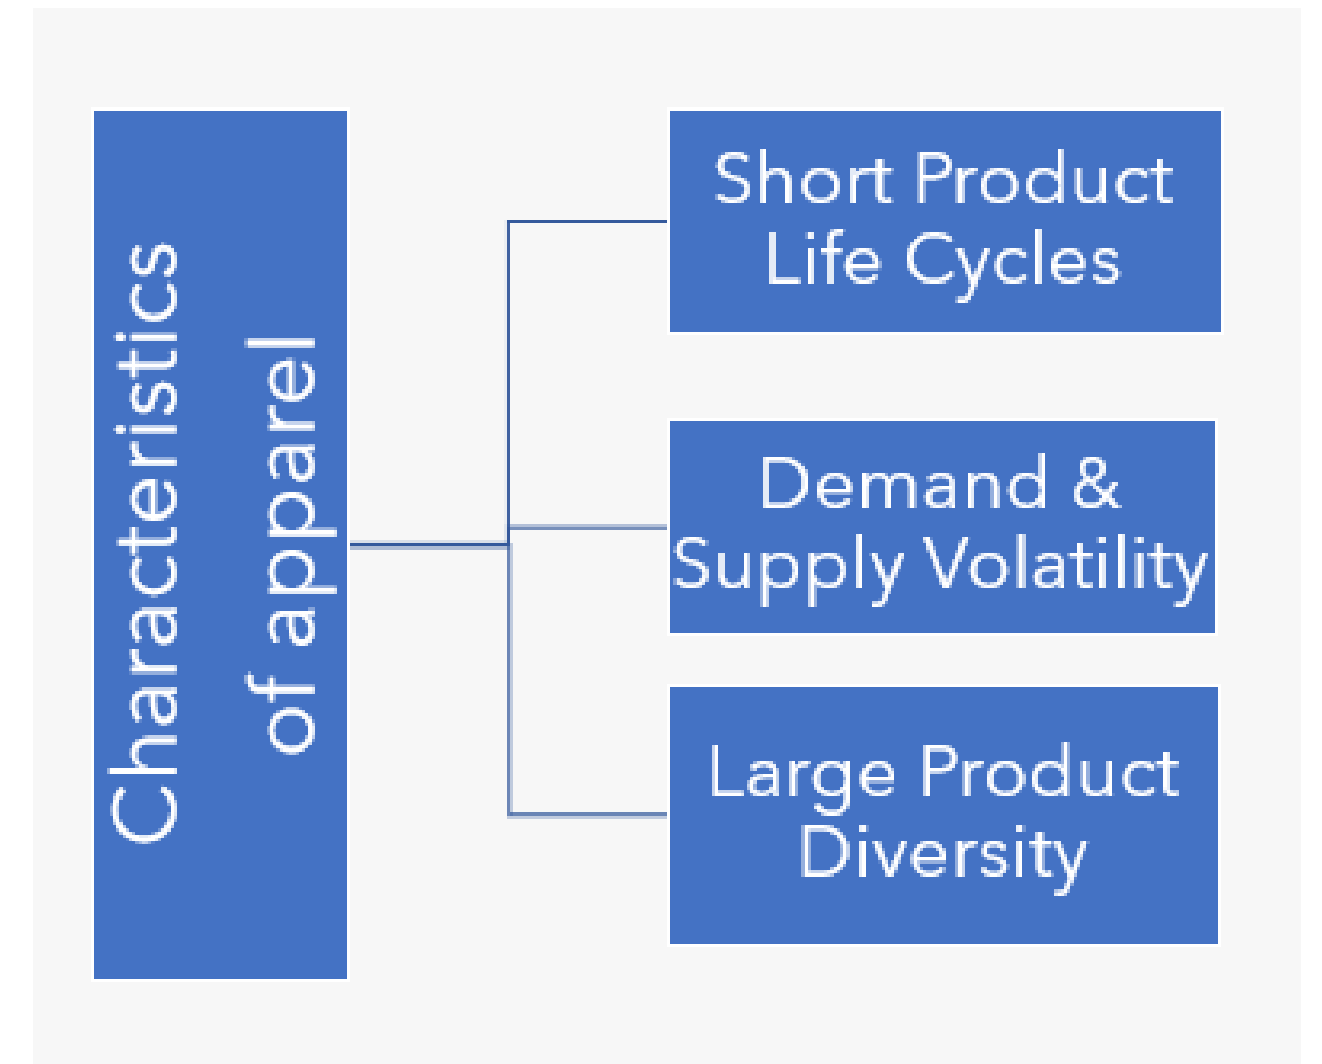 Characteristics
of apparel
Short Product
Life Cycles
Demand &
Supply Volatility
Large Product
Diversity